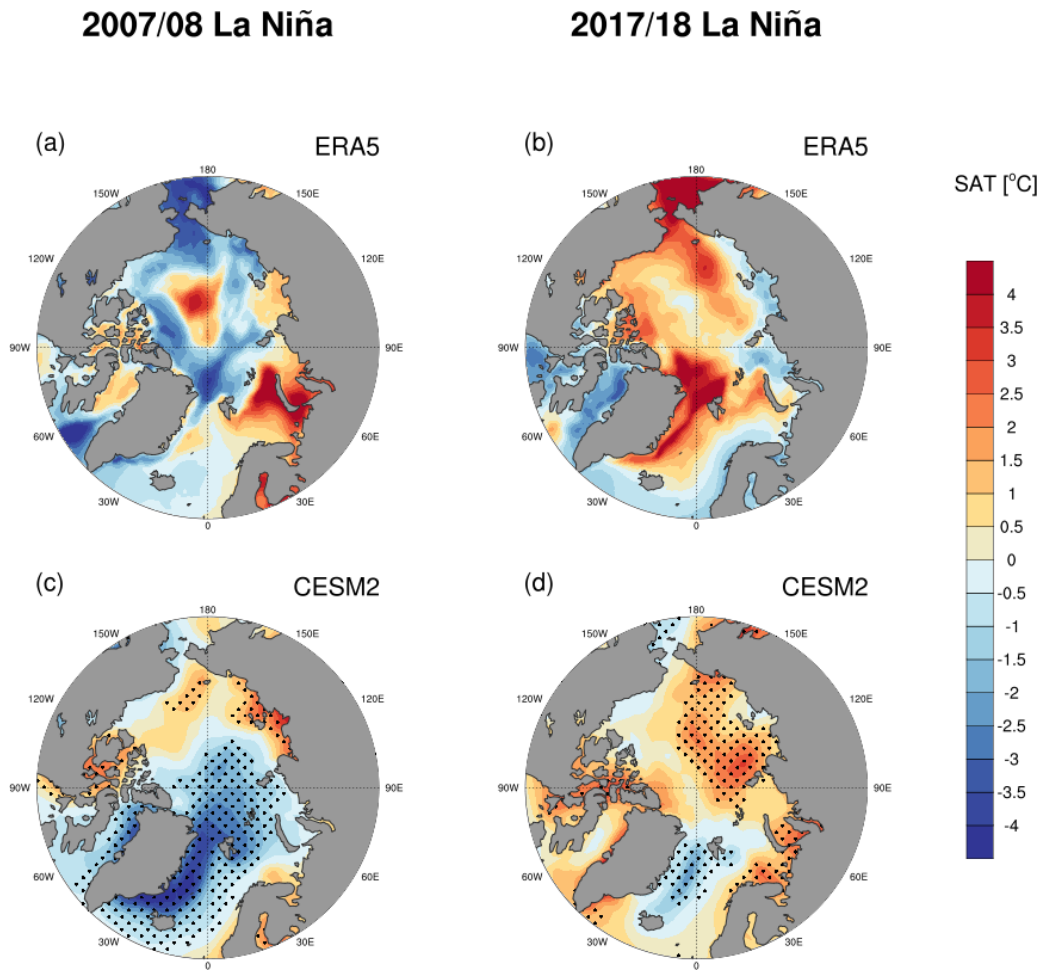 2007/08 La Niña 2017/18 La Niña
(a) ERA5 (b) ERA5
180 180
150W 150E 150W 150E
SAT [°C]
120W 120E 120W 120E
4
3.5
3
90W 90E 90W 90E
2.5
2
1.5
60W 60E 60W 60E
1
0.5
30W 30E 30W 30E
0 0
0
(c) CESM2 (d) CESM2
-0.5
180 180
-1
150W 150E 150W 150E
-1.5
120W 120E 120W 120E
-2
-2.5
-3
90W 90E 90W 90E
-3.5
-4
60W 60E 60W 60E
30W 30E 30W 30E
0 0